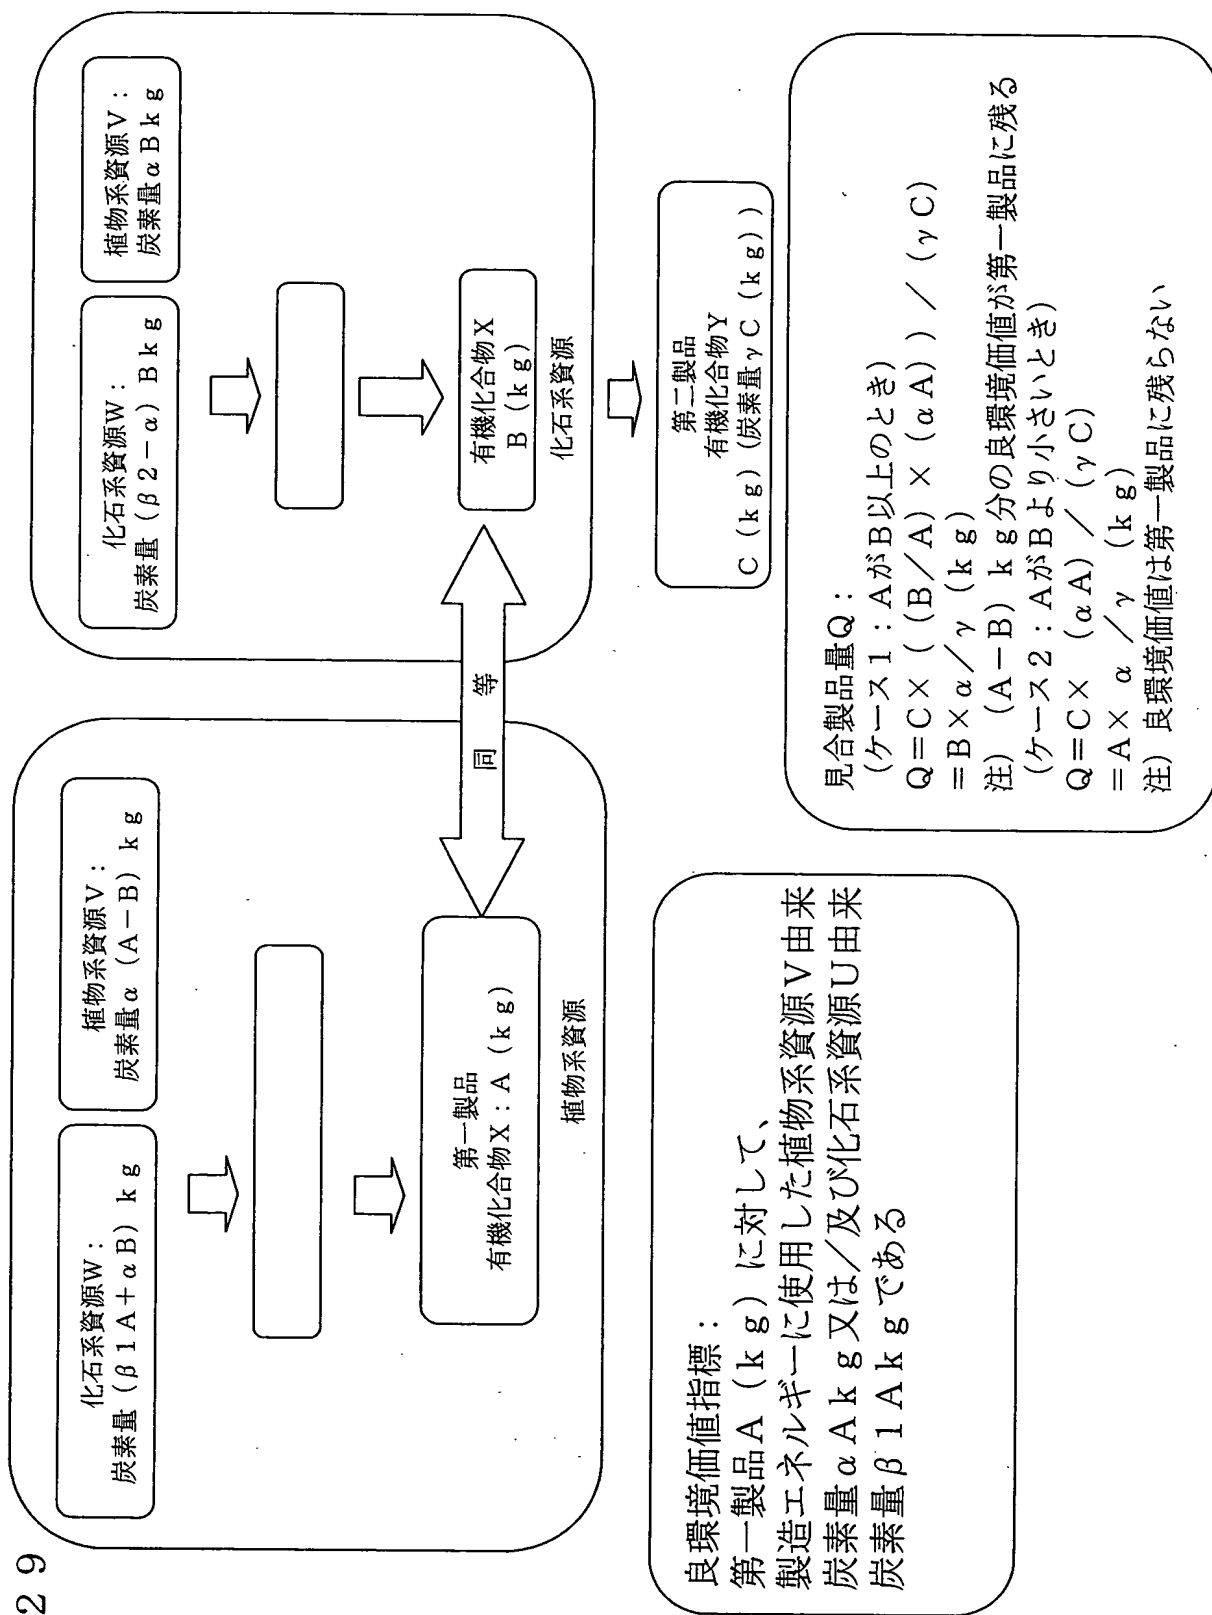 29
化石系資源W:
炭素量(β1A+αB)kg
植物系資源V:
炭素量α(A-B)kg
第一製品
有機化合物X:A(kg)
植物系資源
同 等
化石系資源W:
炭素量(β2-α)Bkg
植物系資源V:
炭素量αBkg
有機化合物X
B(kg)
化石系資源
第二製品
有機化合物Y
C(kg)(炭素量γC(kg))
良環境価値指標:
第一製品A(kg)に対して、
製造エネルギーに使用した植物系資源V由来
炭素量αAkg又は/及び化石系資源U由来
炭素量β1Akgである
見合製品量Q:
(ケース1:AがB以上のとき)
Q=C×((B/A)×(αA))/(γC)
=B×α/γ(kg)
注)(A-B)kg分の良環境価値が第一製品に残る
(ケース2:AがBより小さいとき)
Q=C×(αA)/(γC)
=A×α/γ(kg)
注)良環境価値は第一製品に残らない